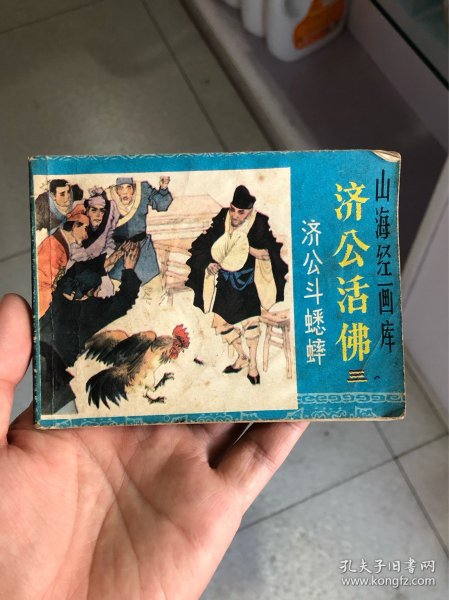 山海经画库
济公活佛
三
济公斗蟋蟀
孔夫子旧书网
www.kongfz.com